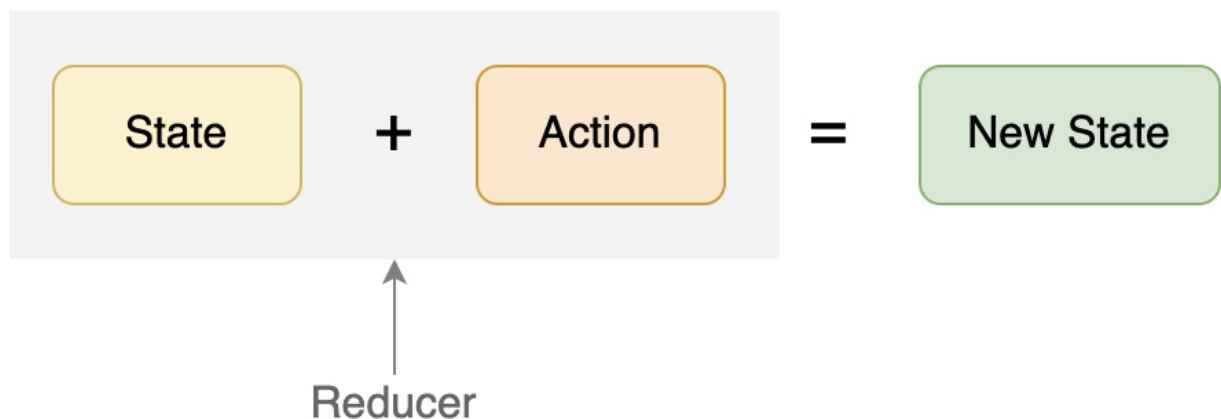 State + Action = New State
Reducer